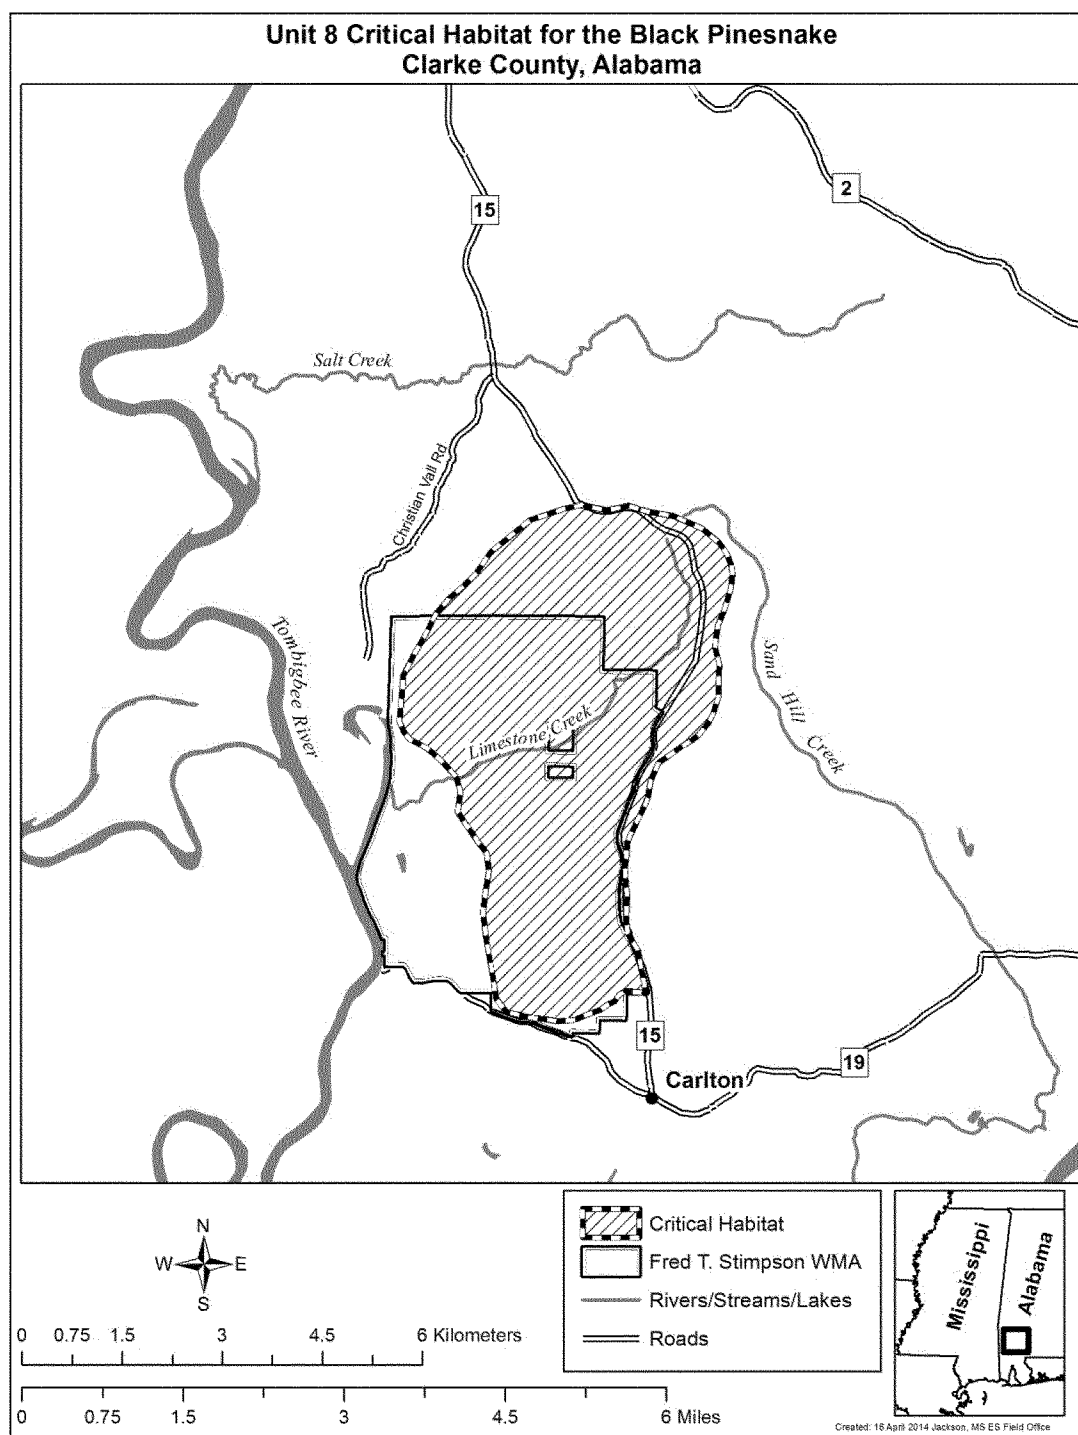 Unit 8 Critical Habitat for the Black Pinesnake
Clarke County, Alabama
2
15
Salt Creek
Christian Vall Rd
Tombigbee River
Sand Hill Creek
Limestone Creek
15
19
Carlton
N
W E
S
Critical Habitat
Fred T. Stimpson WMA
Rivers/Streams/Lakes
Roads
Mississippi
Alabama
0 0.75 1.5 3 4.5 6 Kilometers
0 0.75 1.5 3 4.5 6 Miles
Created: 16 April 2014 Jackson, MS ES Field Office